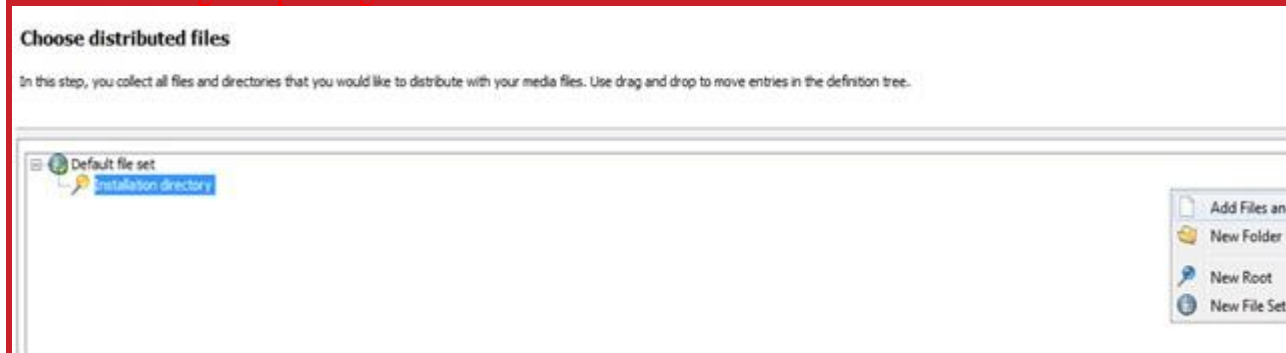 Choose distributed files
In this step, you collect all files and directories that you would like to distribute with your media files. Use drag and drop to move entries in the definition tree.
Default file set
Installation directory
Add Files an
New Folder
New Root
New File Set